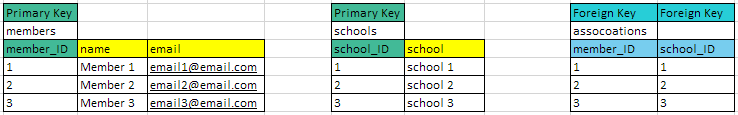 Primary Key Primary Key Foreign Key Foreign Key
members schools assocoations
member_ID name email school_ID school member_ID school_ID
1 Member 1 email1@email.com 1 school 1 1 1
2 Member 2 email2@email.com 2 school 2 2 2
3 Member 3 email3@email.com 3 school 3 3 3